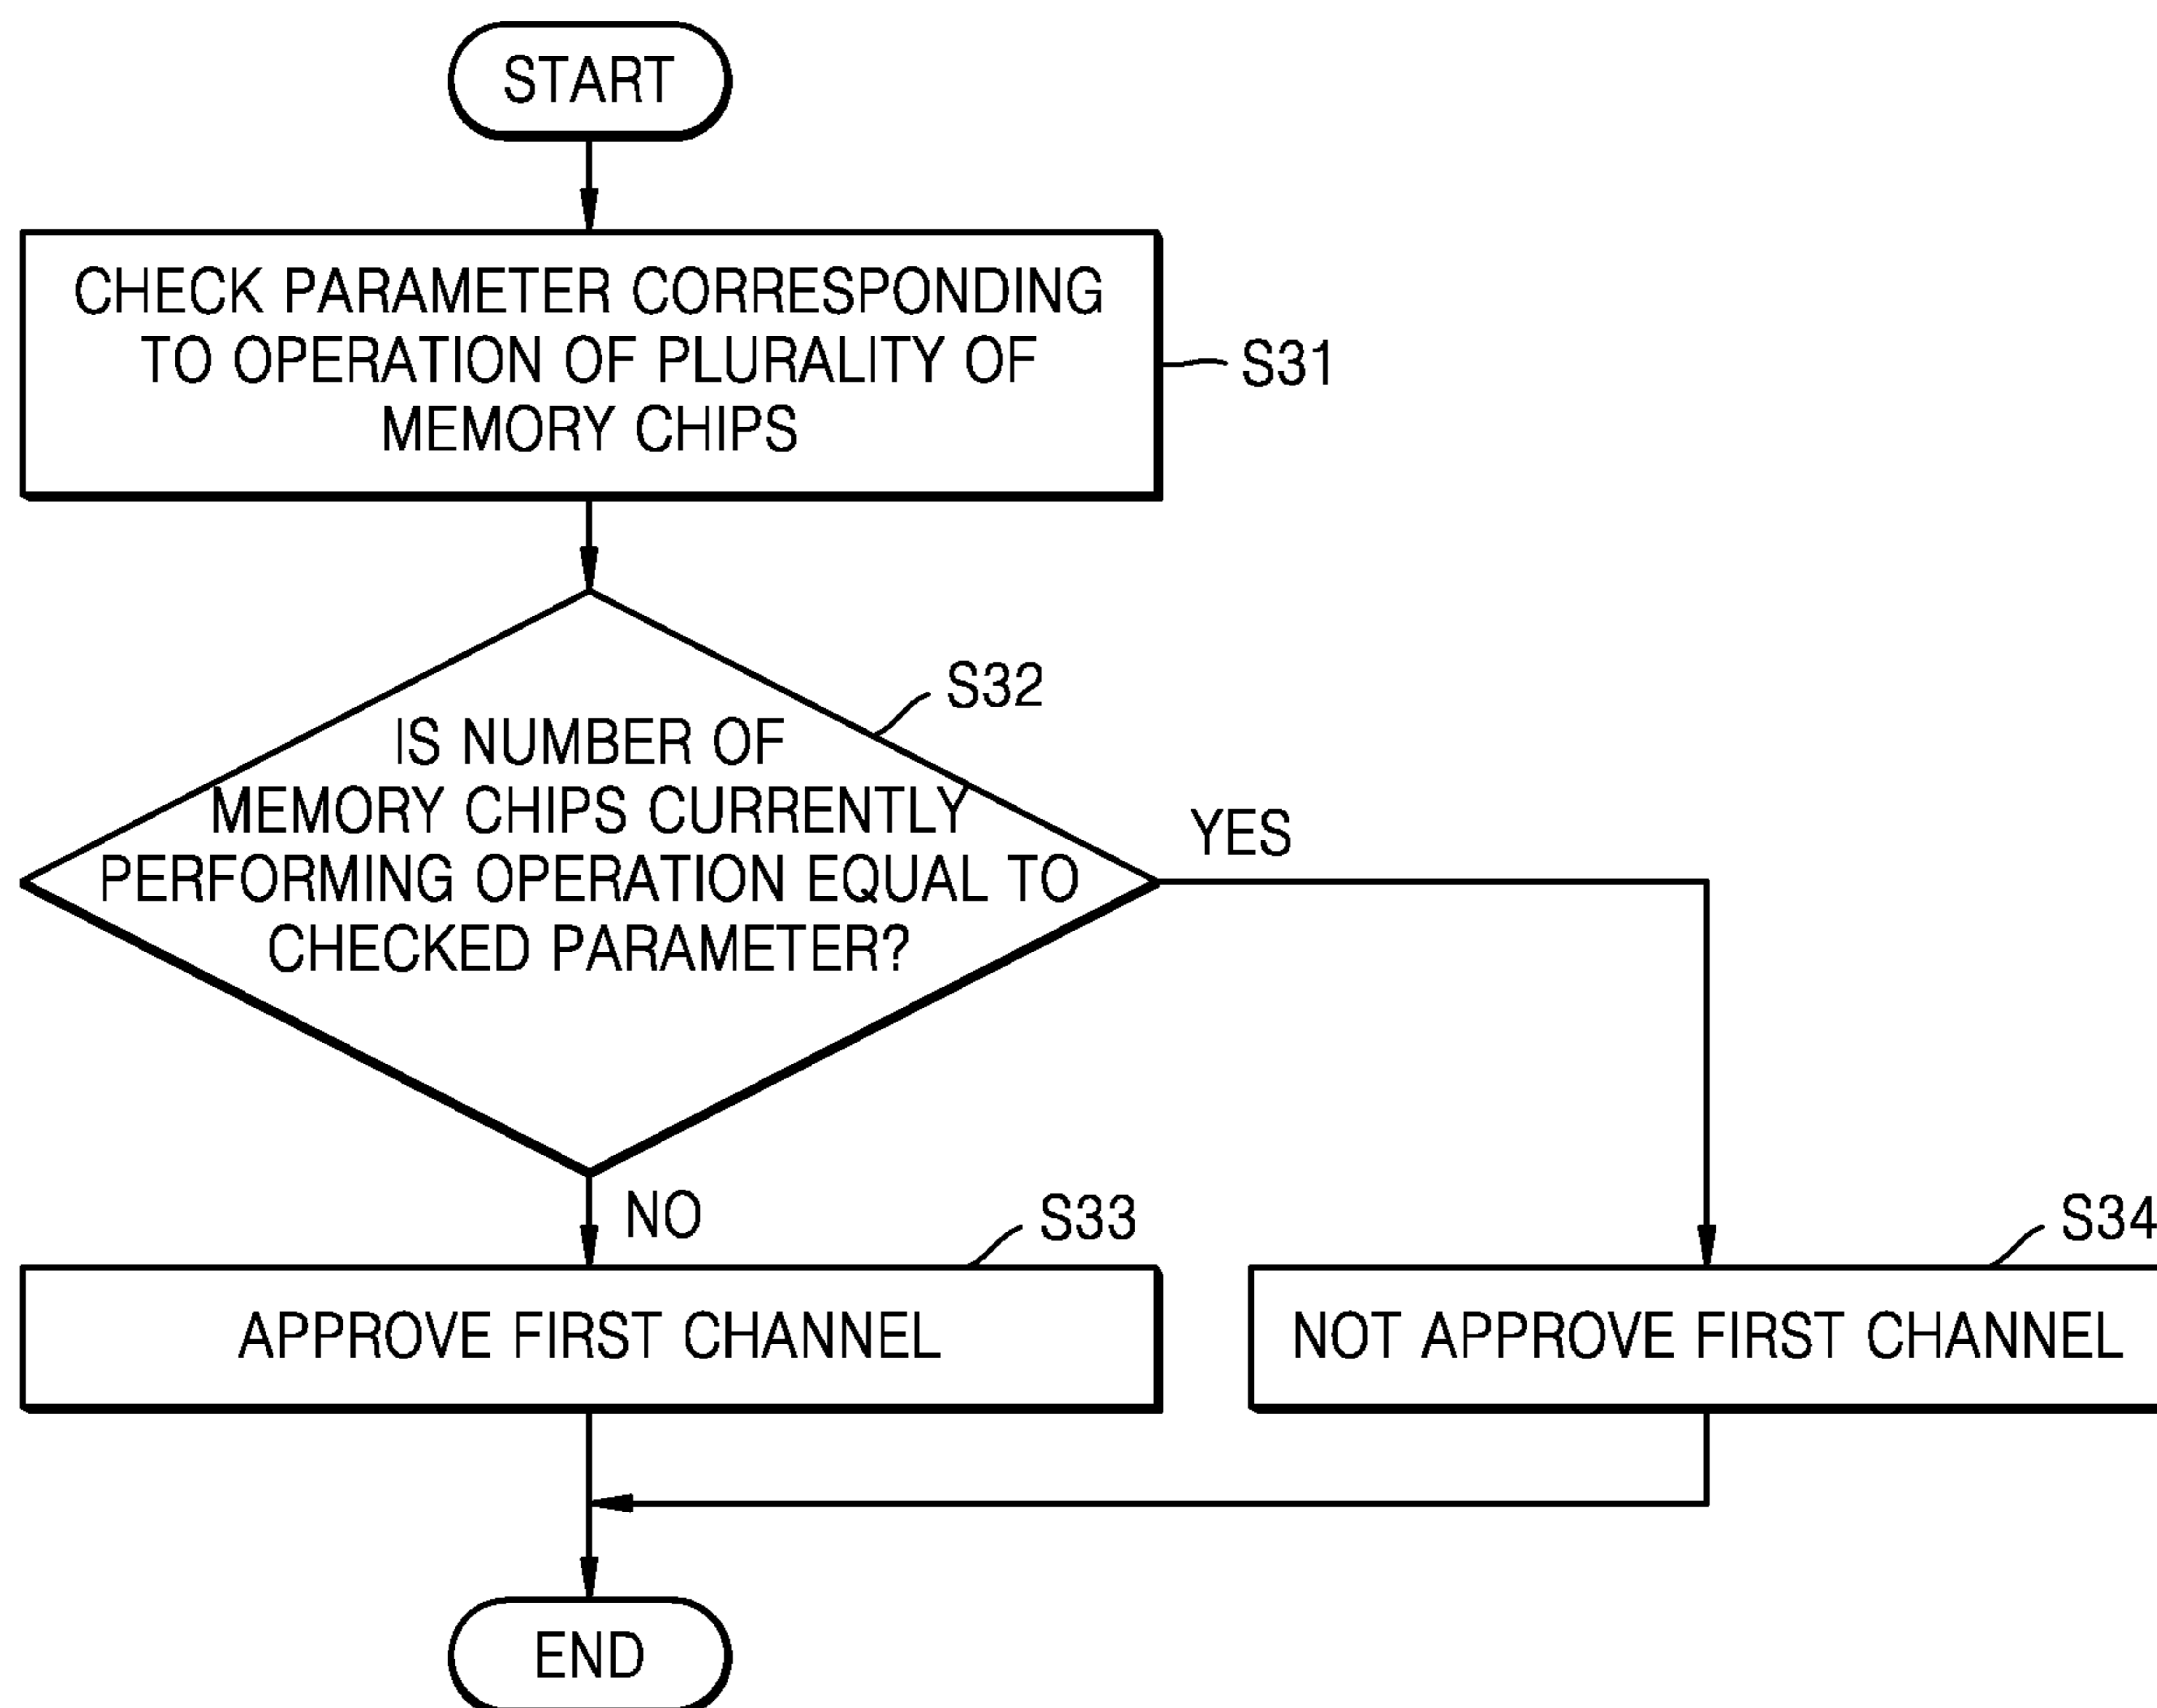 START
CHECK PARAMETER CORRESPONDING
TO OPERATION OF PLURALITY OF
MEMORY CHIPS
S31
S32
IS NUMBER OF
MEMORY CHIPS CURRENTLY
PERFORMING OPERATION EQUAL TO
CHECKED PARAMETER?
YES
NO
S33
S34
APPROVE FIRST CHANNEL
NOT APPROVE FIRST CHANNEL
END